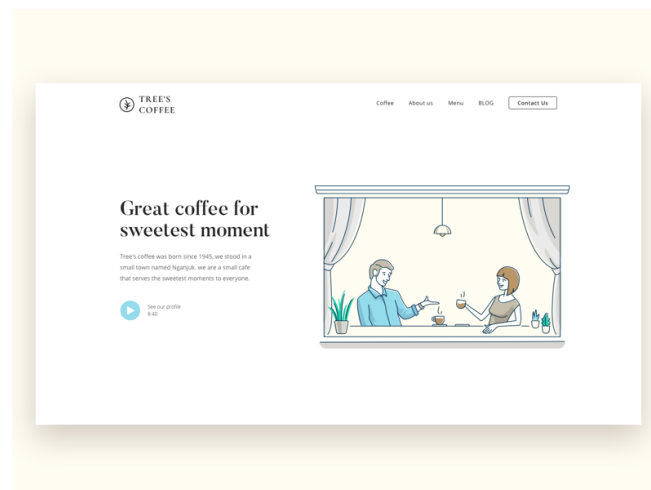 TREE'S
COFFEE
Coffee
About us
Menu
BLOG
Contact Us
Great coffee for
sweetest moment
Tree's coffee was born since 1945, we stood in a
small town named Nganjuk, we are a small cafe
that serves the sweetest moments to everyone.
See our profile
9:40